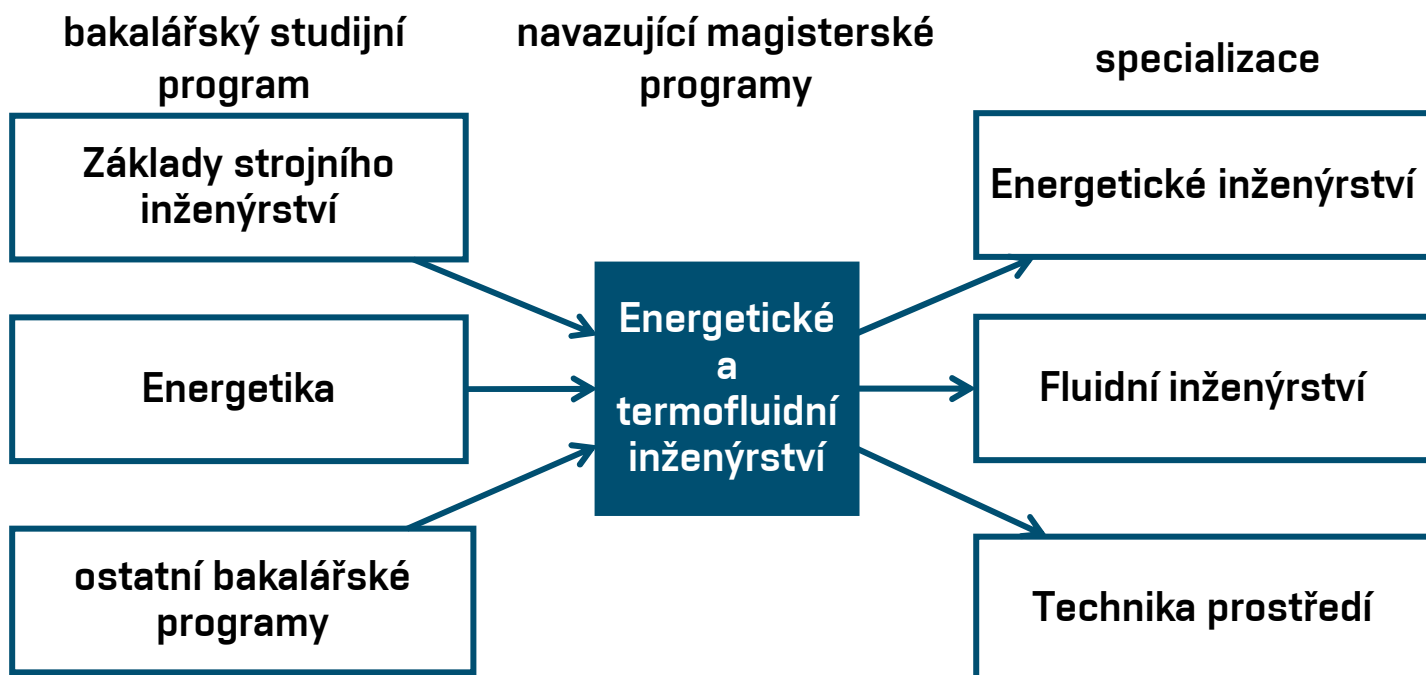 bakalářský studijní
program
navazující magisterské
programy
specializace
Základy strojního
inženýrství
Energetika
ostatní bakalářské
programy
Energetické
a
termofluidní
inženýrství
Energetické inženýrství
Fluidní inženýrství
Technika prostředí